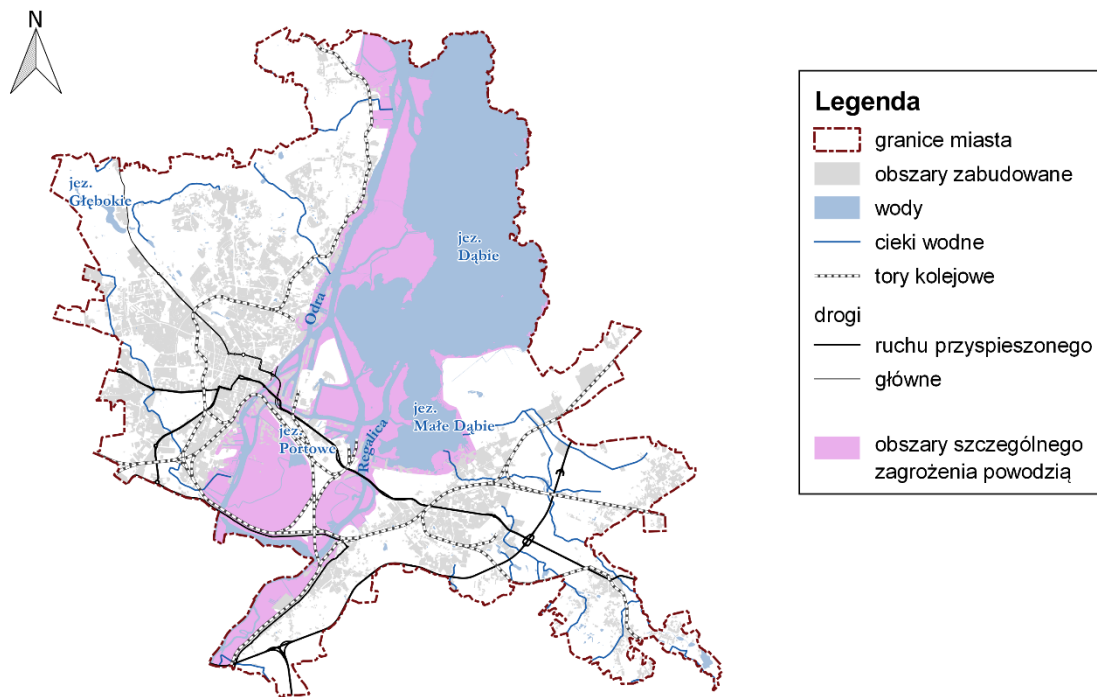 N
jez.
Głębokie
jez.
Dąbie
Odra
jez.
Portowe
Regalica
jez.
Małe Dąbie
Legenda
granice miasta
obszary zabudowane
wody
cieki wodne
tory kolejowe
drogi
ruchu przyspieszonego
główne
obszary szczególnego
zagrożenia powodzią